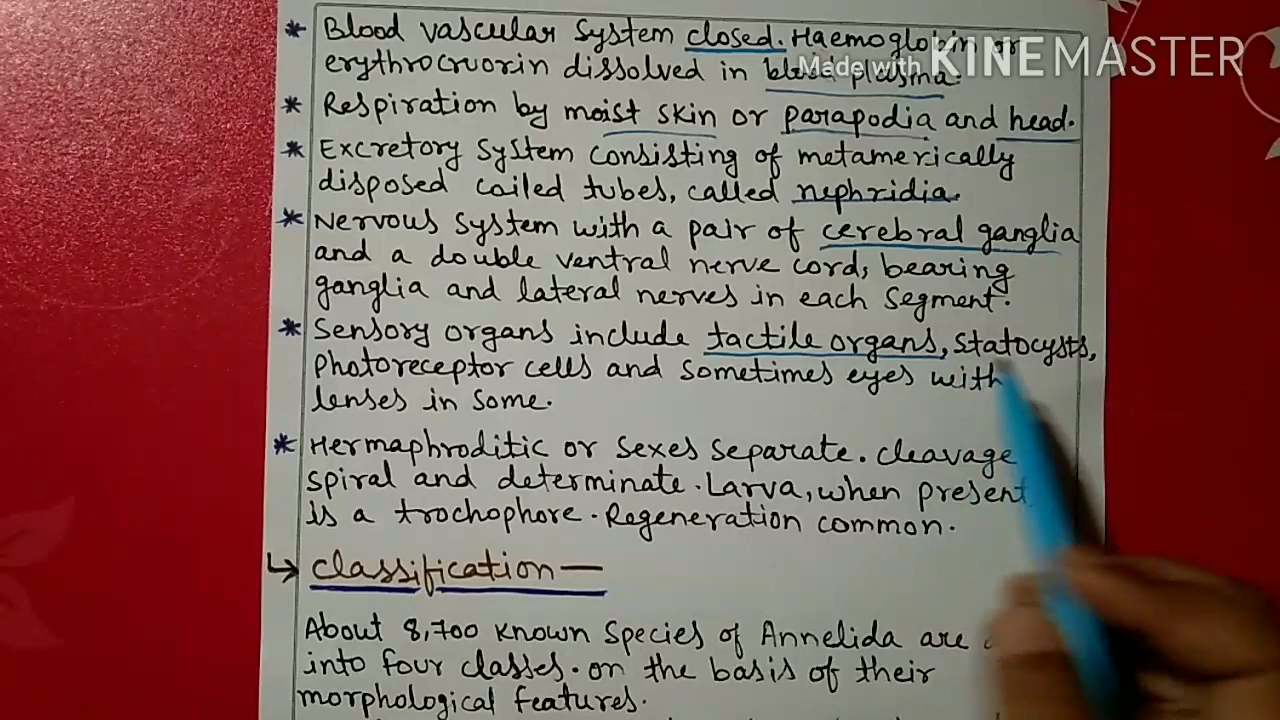 * Blood vascular System closed. Haemoglobin or
erythrocruorin dissolved in blood plasma.
Made with KINEMASTER
* Respiration by moist skin or parapodia and head.
* Excretory System consisting of metamerically
disposed coiled tubes, called nephridia.
* Nervous System with a pair of cerebral ganglia
and a double ventral nerve cord, bearing
ganglia and lateral nerves in each Segment.
* Sensory organs include tactile organs, Statocysts,
Photoreceptor cells and Sometimes eyes with
lenses in Some.
* Hermaphroditic or Sexes Separate. Cleavage
spiral and determinate. Larva, when present
is a trochophore. Regeneration common.
↳ Classification—
About 8,700 known Species of Annelida are
into four classes. on the basis of their
morphological features.